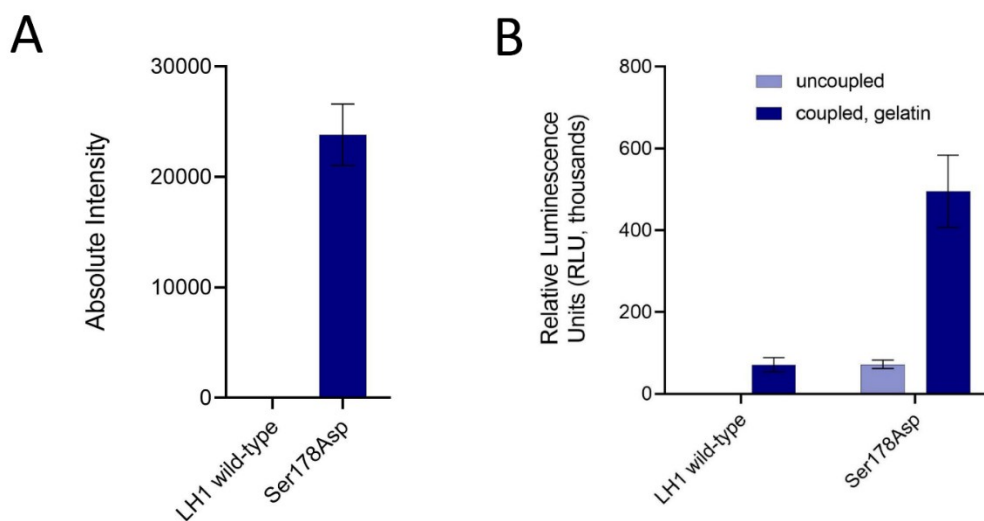 A
Absolute Intensity
30000
20000
10000
0
LH1 wild-type
Ser178Asp
B
Relative Luminescence
Units (RLU, thousands)
800
600
400
200
0
uncoupled
coupled, gelatin
LH1 wild-type
Ser178Asp